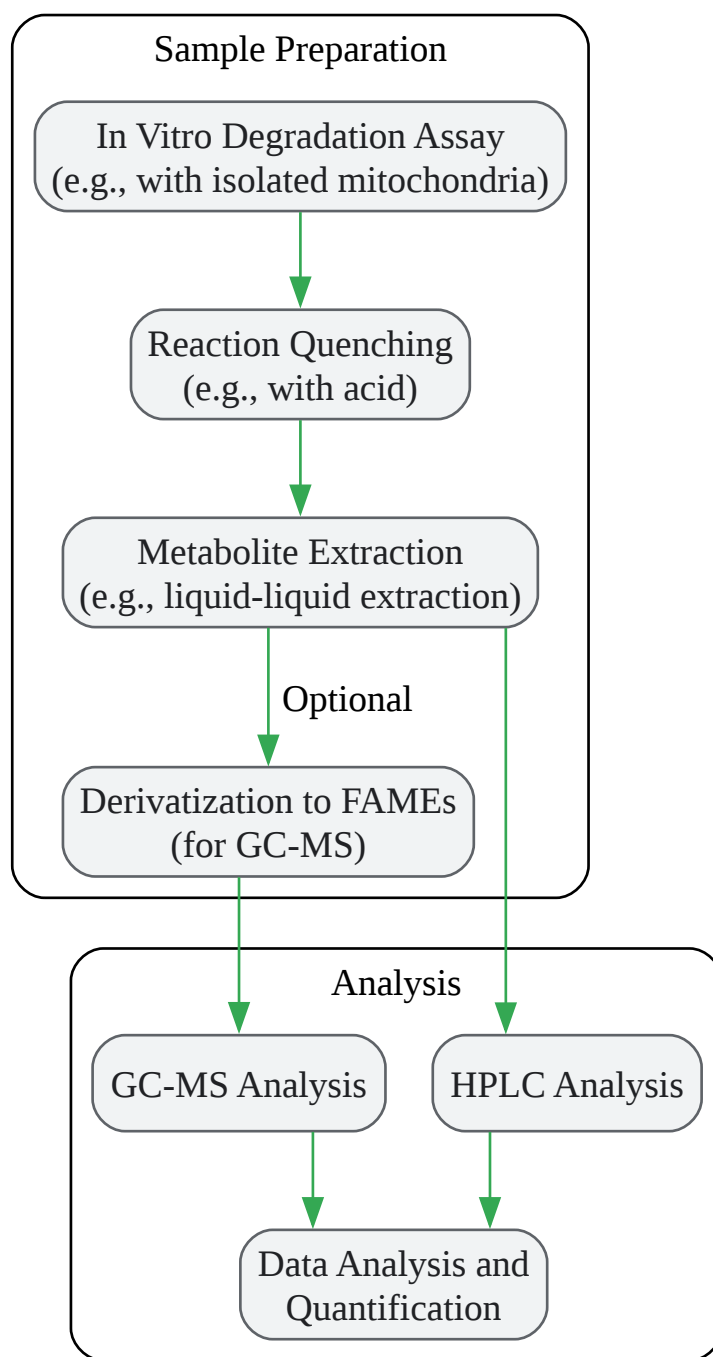 Sample Preparation
In Vitro Degradation Assay
(e.g., with isolated mitochondria)
Reaction Quenching
(e.g., with acid)
Metabolite Extraction
(e.g., liquid-liquid extraction)
Optional
Derivatization to FAMEs
(for GC-MS)
Analysis
GC-MS Analysis
HPLC Analysis
Data Analysis and
Quantification